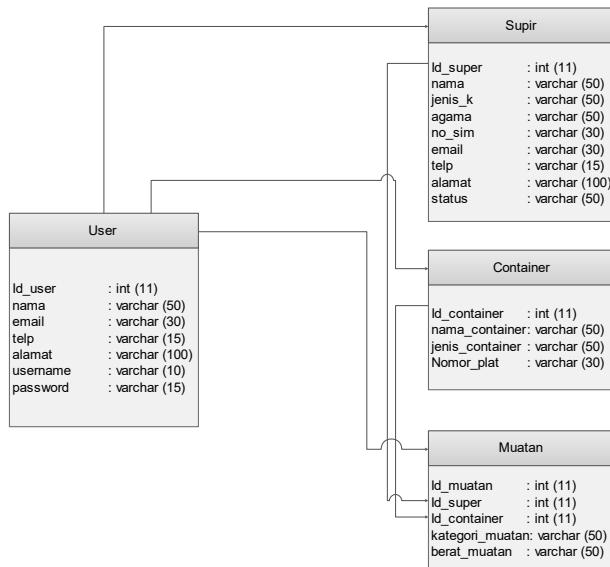 Supir
Id_super : int (11)
nama : varchar (50)
jenis_k : varchar (50)
agama : varchar (50)
no_sim : varchar (30)
email : varchar (30)
telp : varchar (15)
alamat : varchar (100)
status : varchar (50)
User
Id_user : int (11)
nama : varchar (50)
email : varchar (30)
telp : varchar (15)
alamat : varchar (100)
username : varchar (10)
password : varchar (15)
Container
Id_container : int (11)
nama_container: varchar (50)
jenis_container : varchar (50)
Nomor_plat : varchar (30)
Muatan
Id_muatan : int (11)
Id_super : int (11)
Id_container : int (11)
kategori_muatan: varchar (50)
berat_muatan : varchar (50)